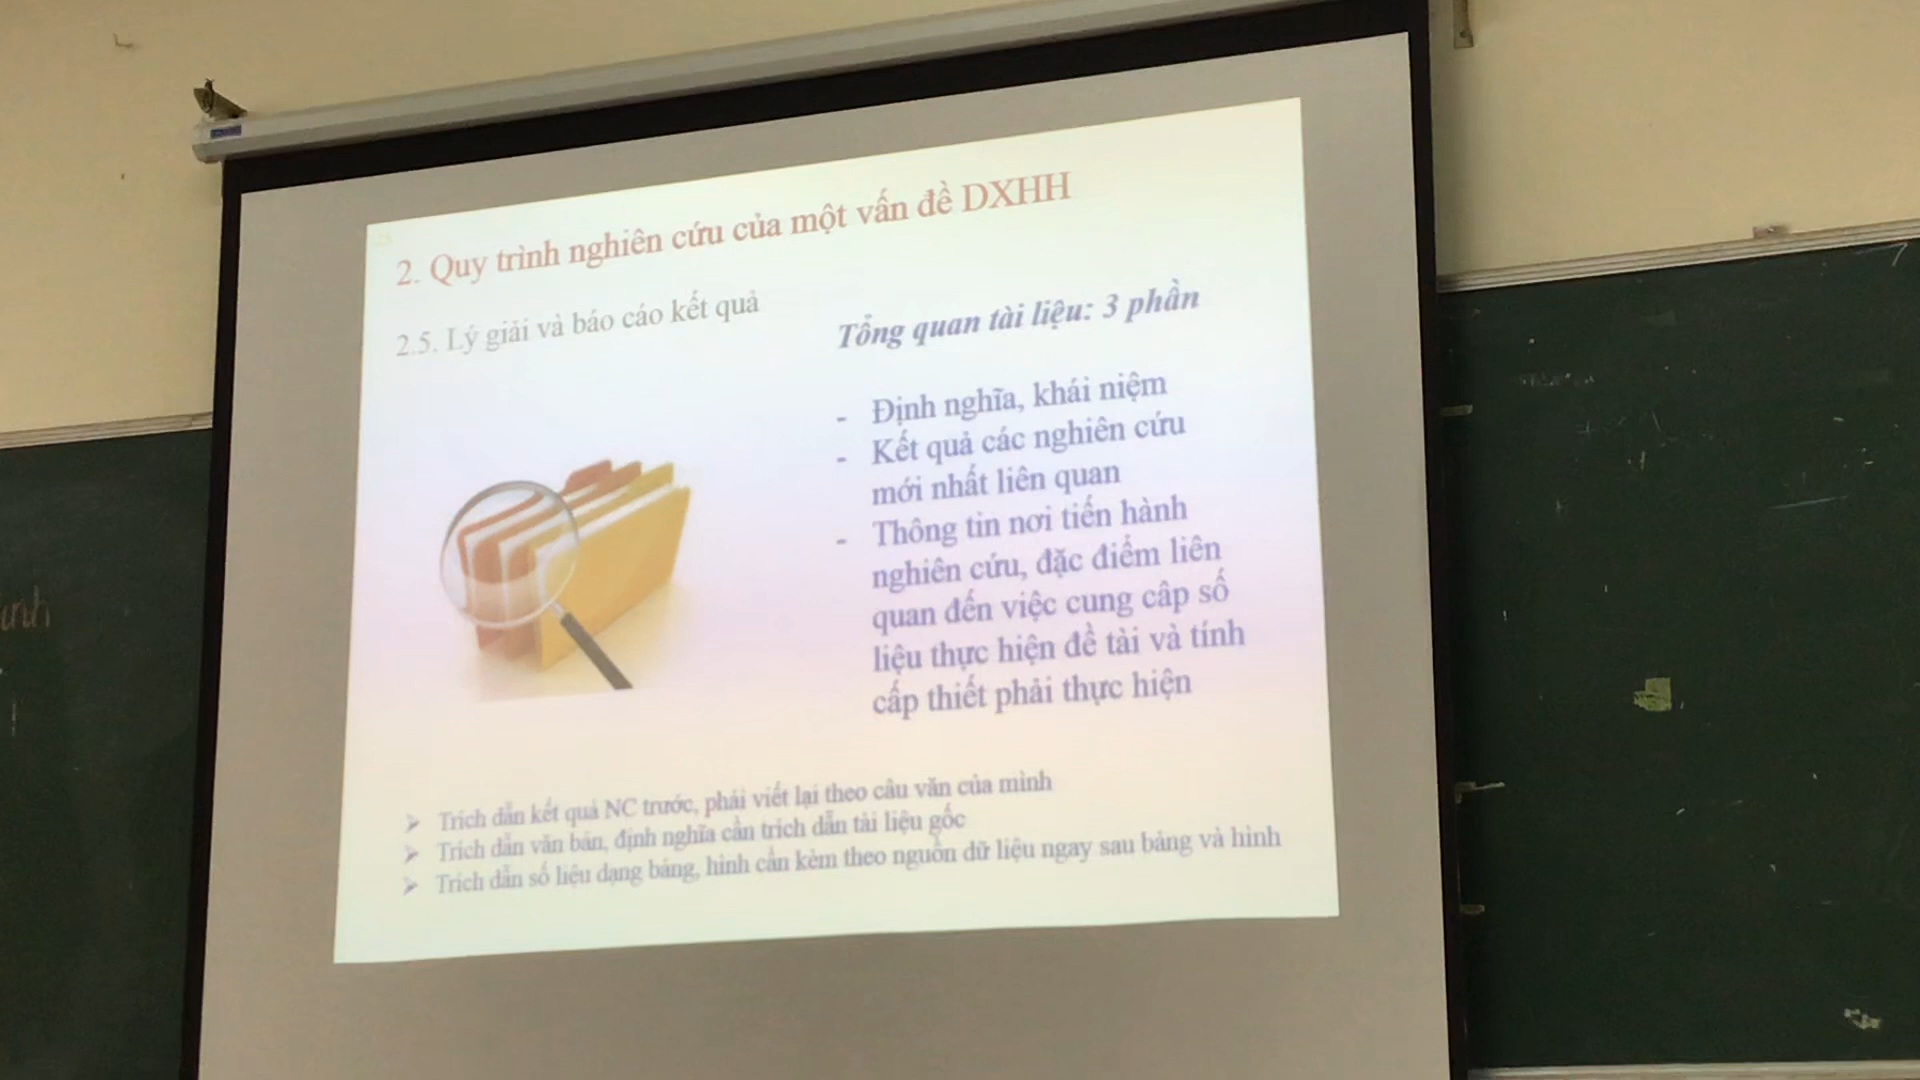 2. Quy trình nghiên cứu của một vấn đề DXHH
2.5. Lý giải và báo cáo kết quả
Tổng quan tài liệu: 3 phần
- Định nghĩa, khái niệm
- Kết quả các nghiên cứu
mới nhất liên quan
- Thông tin nơi tiến hành
nghiên cứu, đặc điểm liên
quan đến việc cung câp số
liệu thực hiện đề tài và tính
cấp thiết phải thực hiện
➢ Trích dẫn kết quả NC trước, phải viết lại theo câu văn của mình
➢ Trích dẫn văn bản, định nghĩa cần trích dẫn tài liệu gốc
➢ Trích dẫn số liệu dạng bảng, hình cần kèm theo nguồn dữ liệu ngay sau bảng và hình